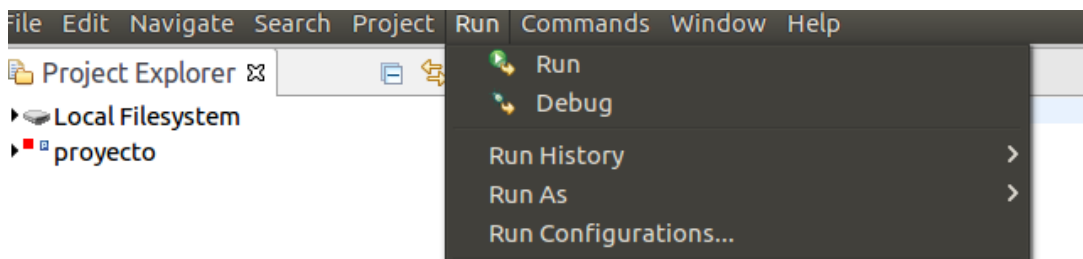 File Edit Navigate Search Project Run Commands Window Help
Project Explorer
Local Filesystem
proyecto
Run
Debug
Run History
Run As
Run Configurations...